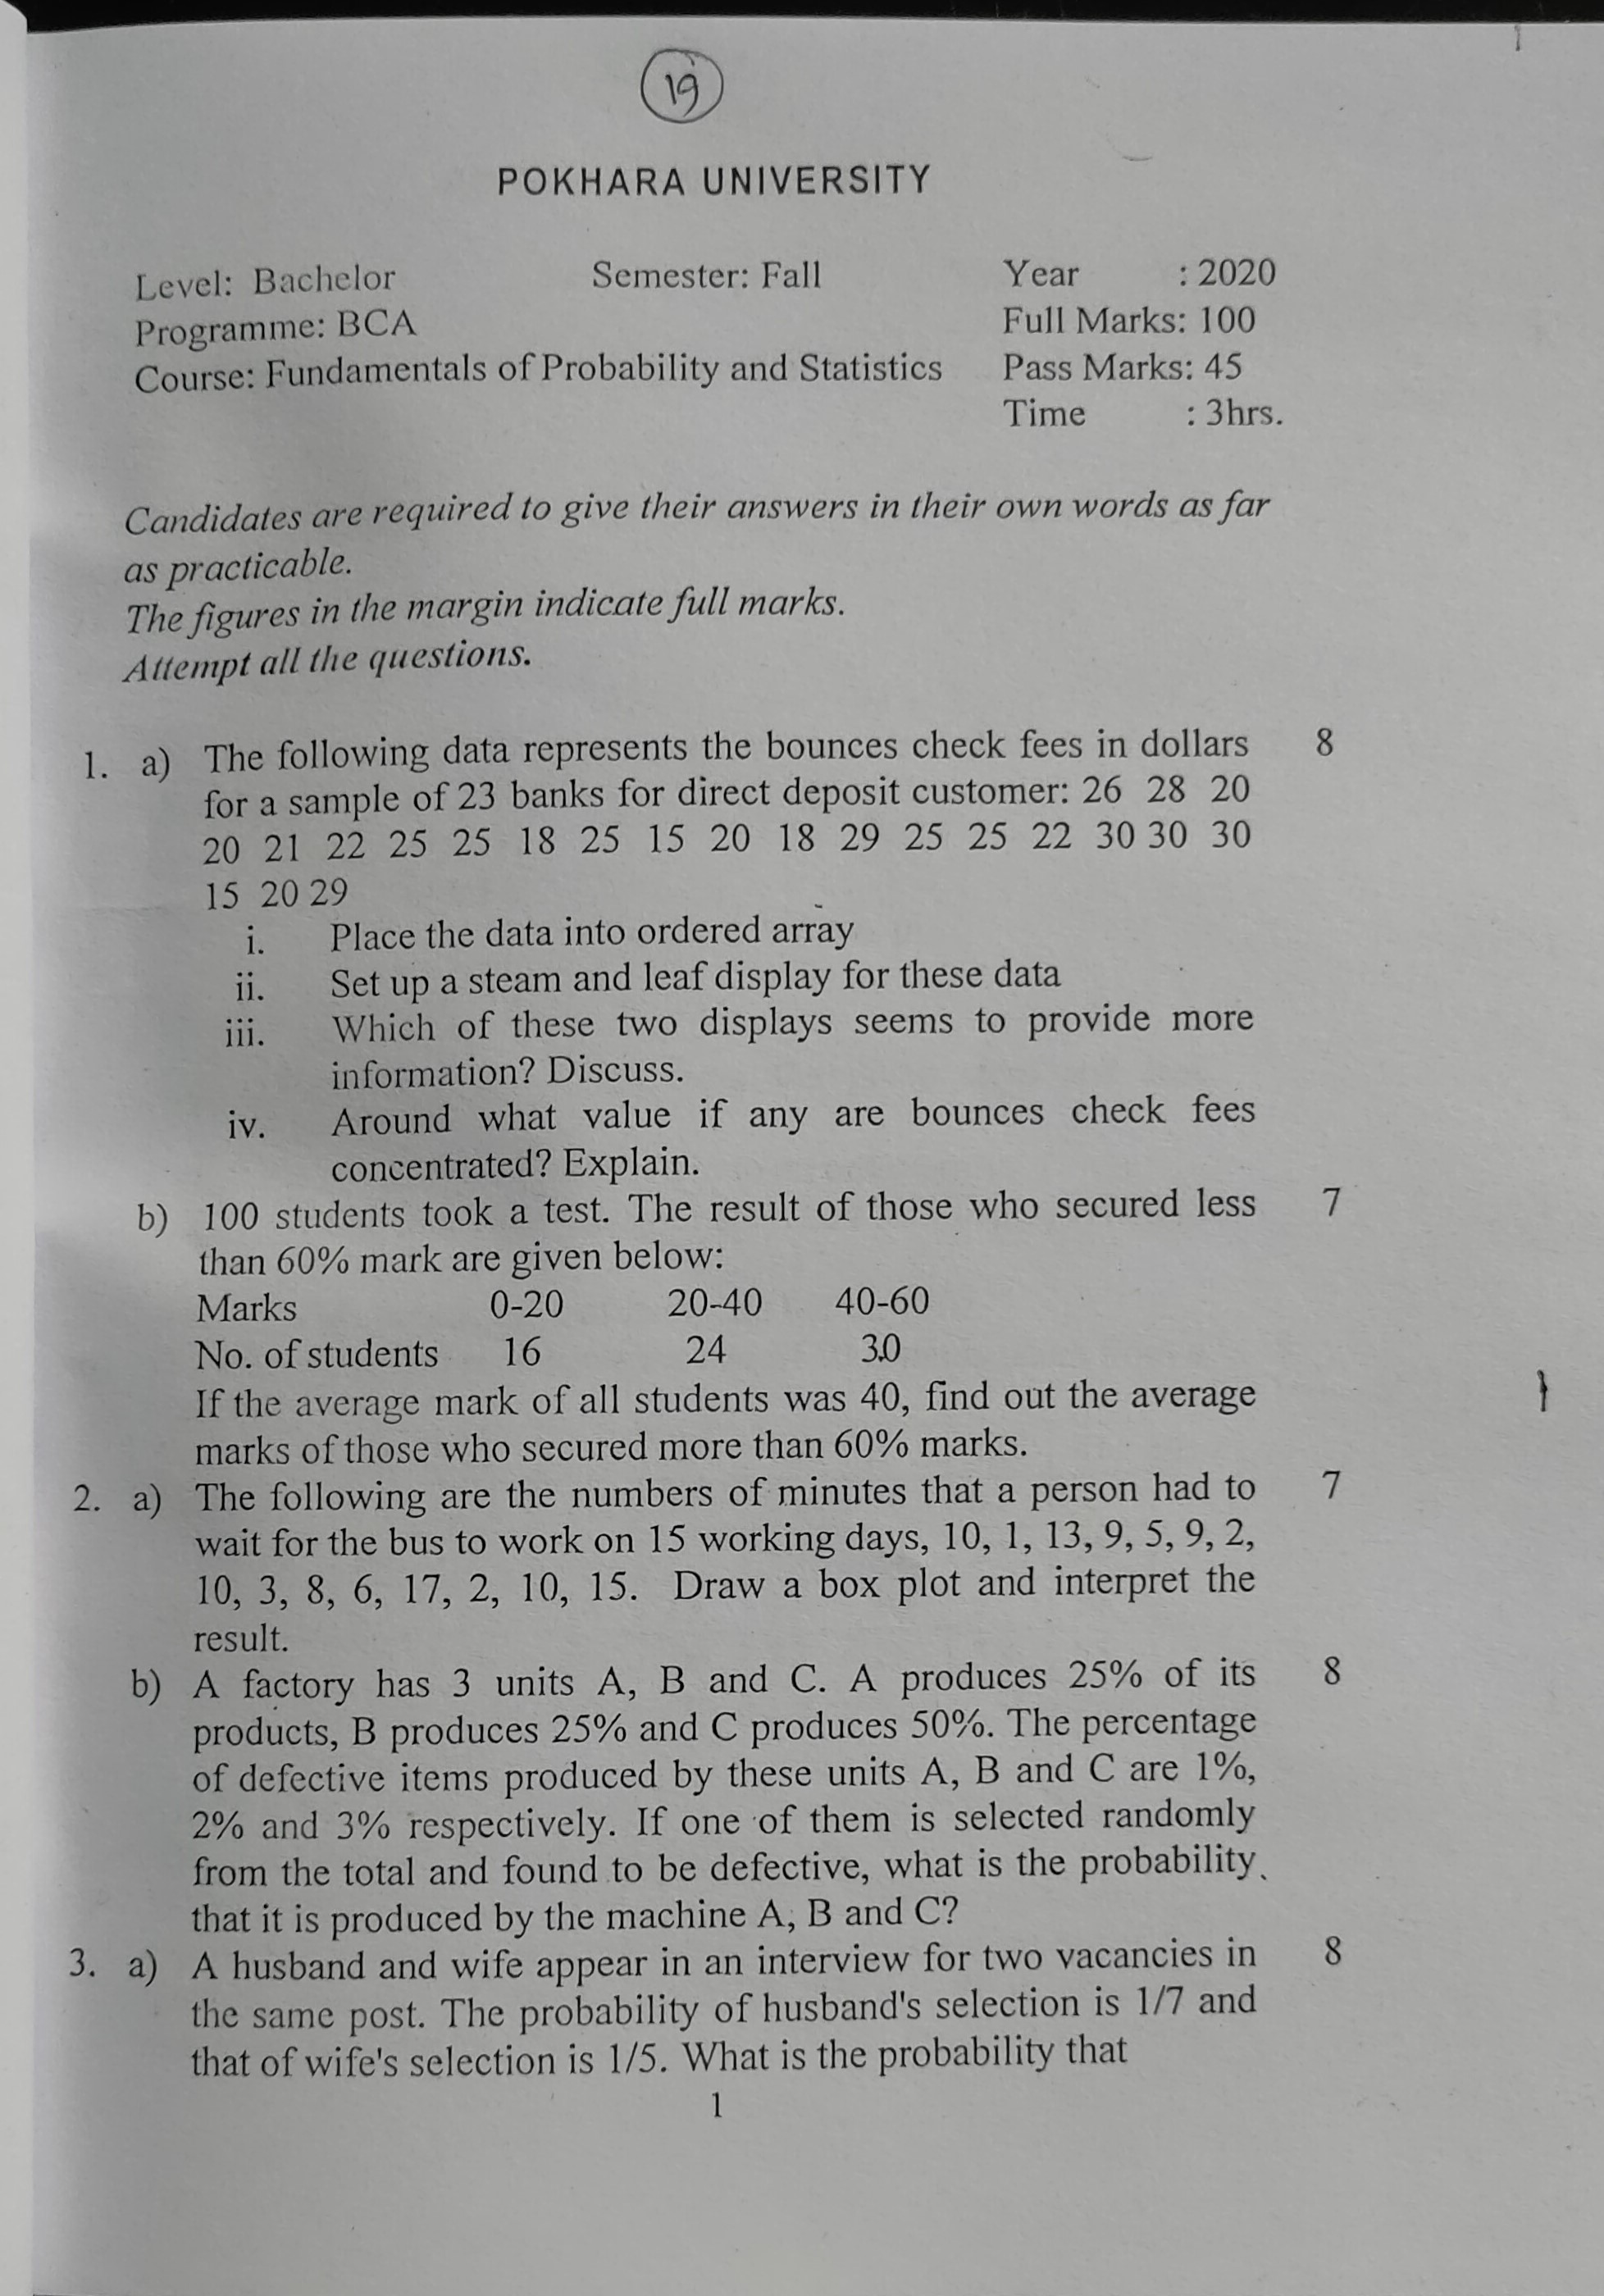 19
POKHARA UNIVERSITY
Level: Bachelor Semester: Fall Year : 2020
Programme: BCA Full Marks: 100
Course: Fundamentals of Probability and Statistics Pass Marks: 45
Time : 3hrs.
Candidates are required to give their answers in their own words as far
as practicable.
The figures in the margin indicate full marks.
Attempt all the questions.
1. a) The following data represents the bounces check fees in dollars 8
for a sample of 23 banks for direct deposit customer: 26 28 20
20 21 22 25 25 18 25 15 20 18 29 25 25 22 30 30 30
15 20 29
i. Place the data into ordered array
ii. Set up a steam and leaf display for these data
iii. Which of these two displays seems to provide more
information? Discuss.
iv. Around what value if any are bounces check fees
concentrated? Explain.
b) 100 students took a test. The result of those who secured less 7
than 60% mark are given below:
Marks 0-20 20-40 40-60
No. of students 16 24 30
If the average mark of all students was 40, find out the average
marks of those who secured more than 60% marks.
2. a) The following are the numbers of minutes that a person had to 7
wait for the bus to work on 15 working days, 10, 1, 13, 9, 5, 9, 2,
10, 3, 8, 6, 17, 2, 10, 15. Draw a box plot and interpret the
result.
b) A factory has 3 units A, B and C. A produces 25% of its 8
products, B produces 25% and C produces 50%. The percentage
of defective items produced by these units A, B and C are 1%,
2% and 3% respectively. If one of them is selected randomly
from the total and found to be defective, what is the probability
that it is produced by the machine A, B and C?
3. a) A husband and wife appear in an interview for two vacancies in 8
the same post. The probability of husband's selection is 1/7 and
that of wife's selection is 1/5. What is the probability that
1